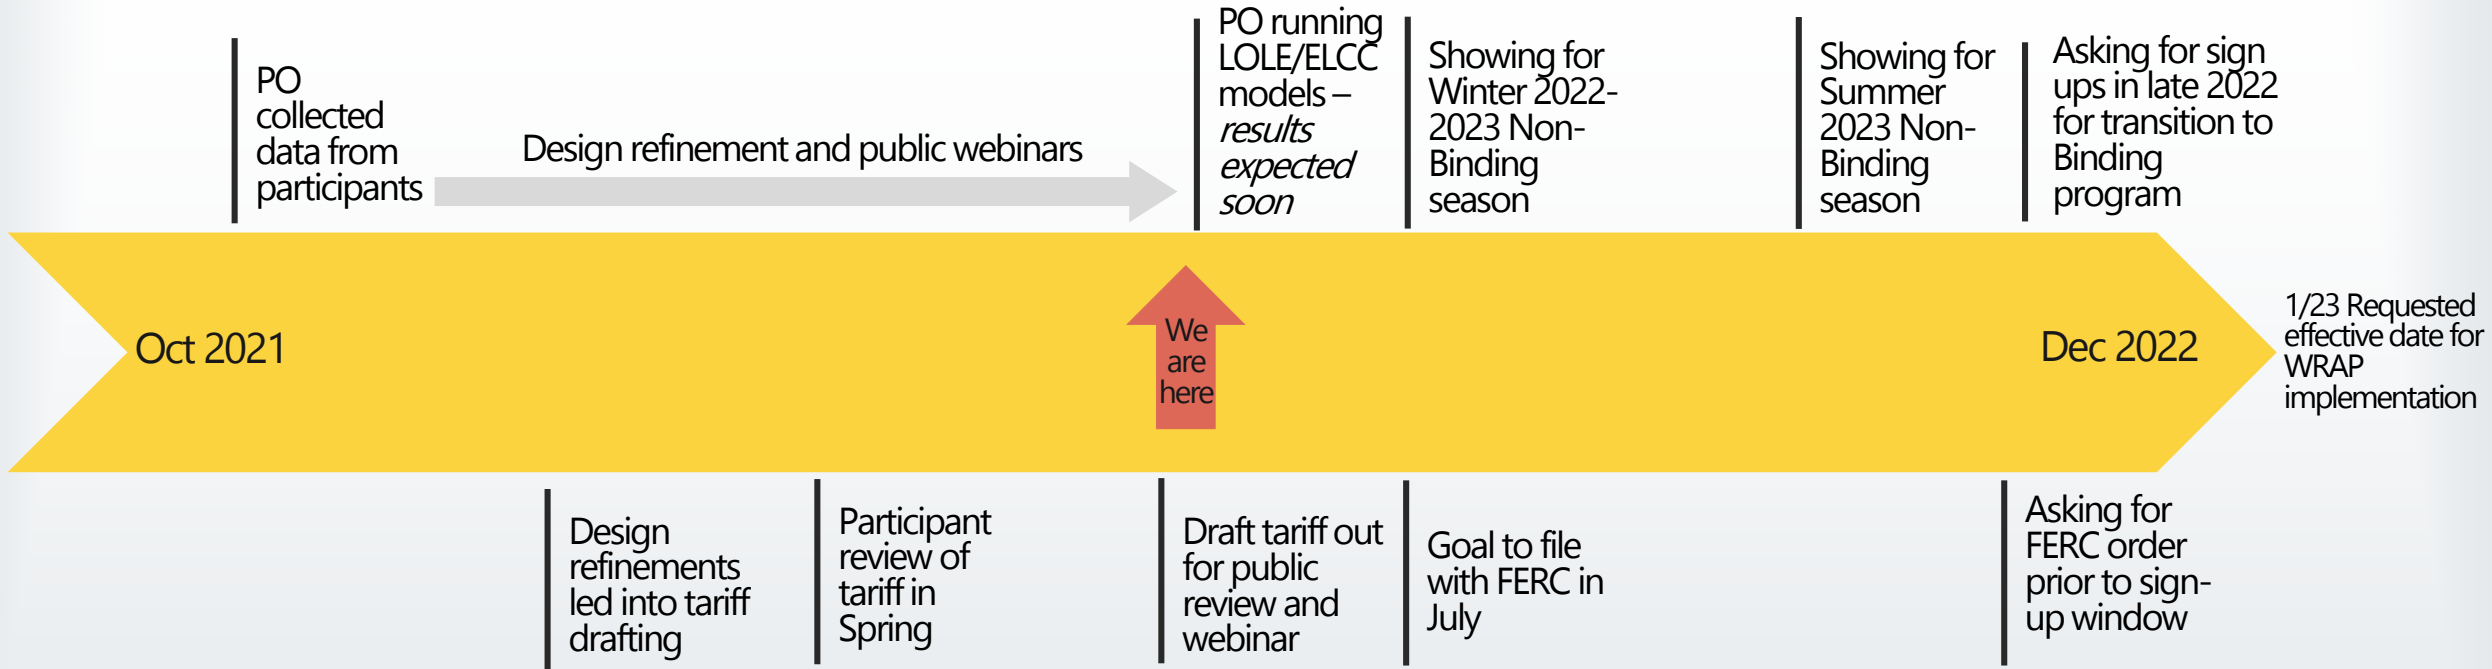 PO
collected
data from
participants
Design refinement and public webinars
PO running
LOLE/ELCC
models –
results
expected
soon
Showing for
Winter 2022-
2023 Non-
Binding
season
Showing for
Summer
2023 Non-
Binding
season
Asking for sign
ups in late 2022
for transition to
Binding
program
Oct 2021
We
are
here
Dec 2022
1/23 Requested
effective date for
WRAP
implementation
Design
refinements
led into tariff
drafting
Participant
review of
tariff in
Spring
Draft tariff out
for public
review and
webinar
Goal to file
with FERC in
July
Asking for
FERC order
prior to sign-
up window